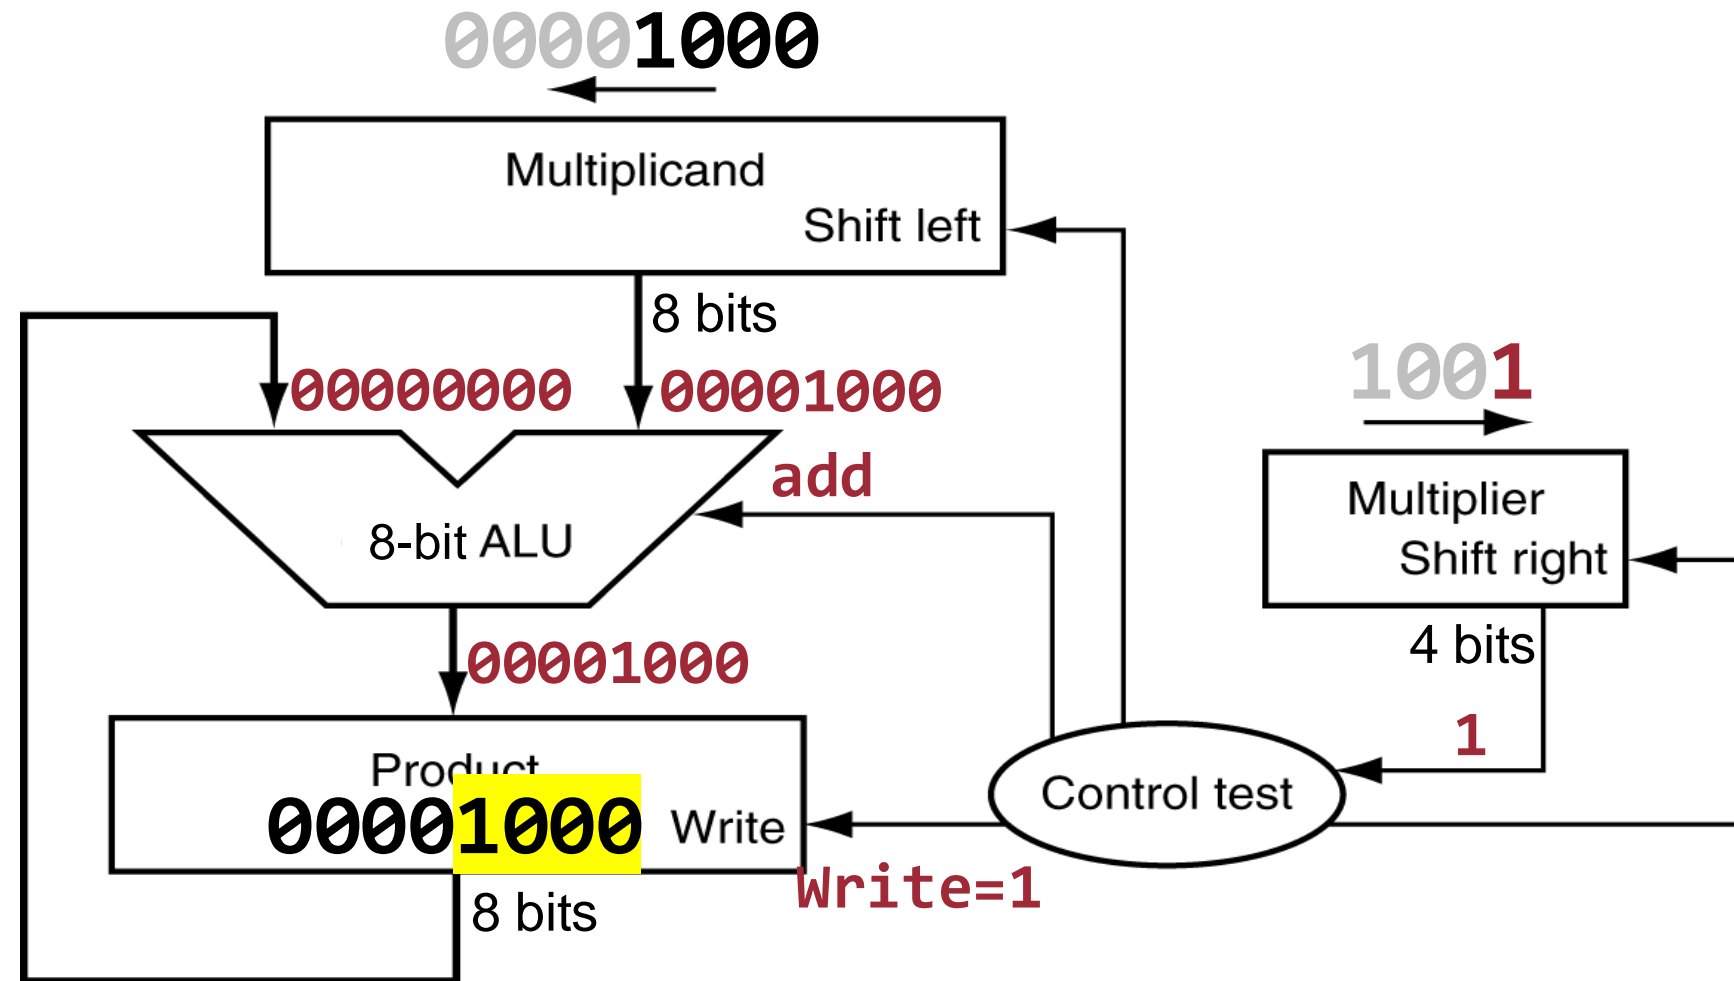 00001000
Multiplicand
Shift left
8 bits
00000000 00001000
1001
add
Multiplier
8-bit ALU
Shift right
4 bits
00001000
1
Product
Control test
00001000 Write
Write=1
8 bits